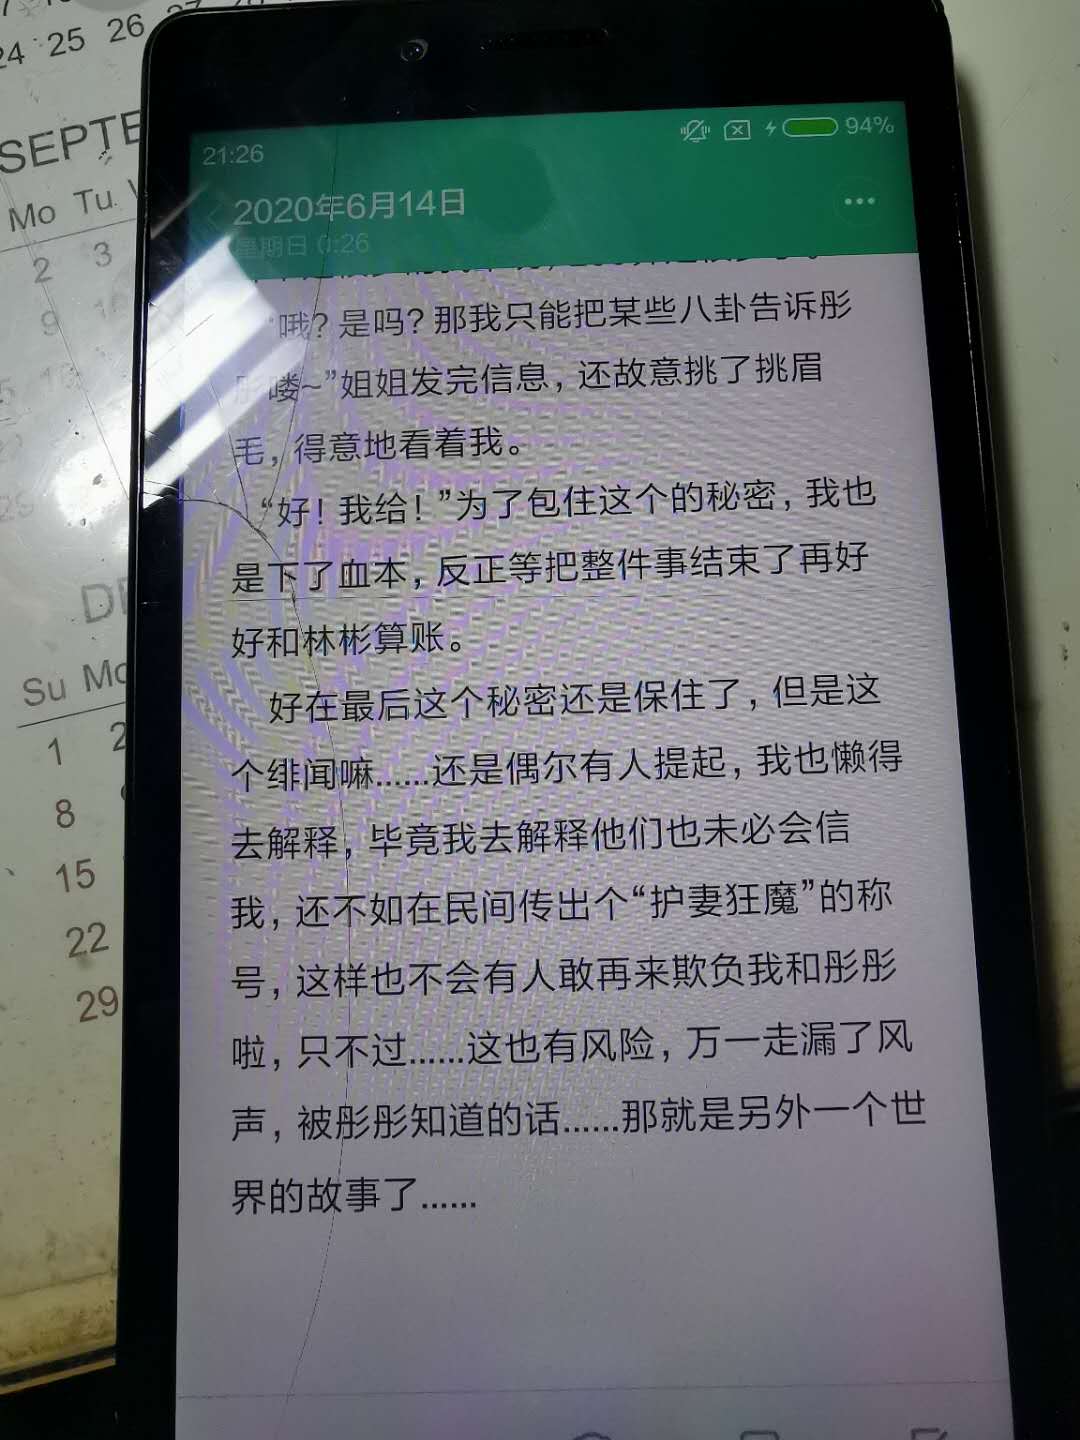 24 25 26 27 28
SEPTE
Mo Tu
2 3
9
Su Mo
1 2
8
15
22
29
21:26
94%
2020年6月14日
星期日 0:26
“哦？是吗？那我只能把某些八卦告诉彤
彤喽~”姐姐发完信息，还故意挑了挑眉
毛，得意地看着我。
“好！我给！”为了包住这个的秘密，我也
是下了血本，反正等把整件事结束了再好
好和林彬算账。
好在最后这个秘密还是保住了，但是这
个绯闻嘛……还是偶尔有人提起，我也懒得
去解释，毕竟我去解释他们也未必会信
我，还不如在民间传出个“护妻狂魔”的称
号，这样也不会有人敢再来欺负我和彤彤
啦，只不过……这也有风险，万一走漏了风
声，被彤彤知道的话……那就是另外一个世
界的故事了……